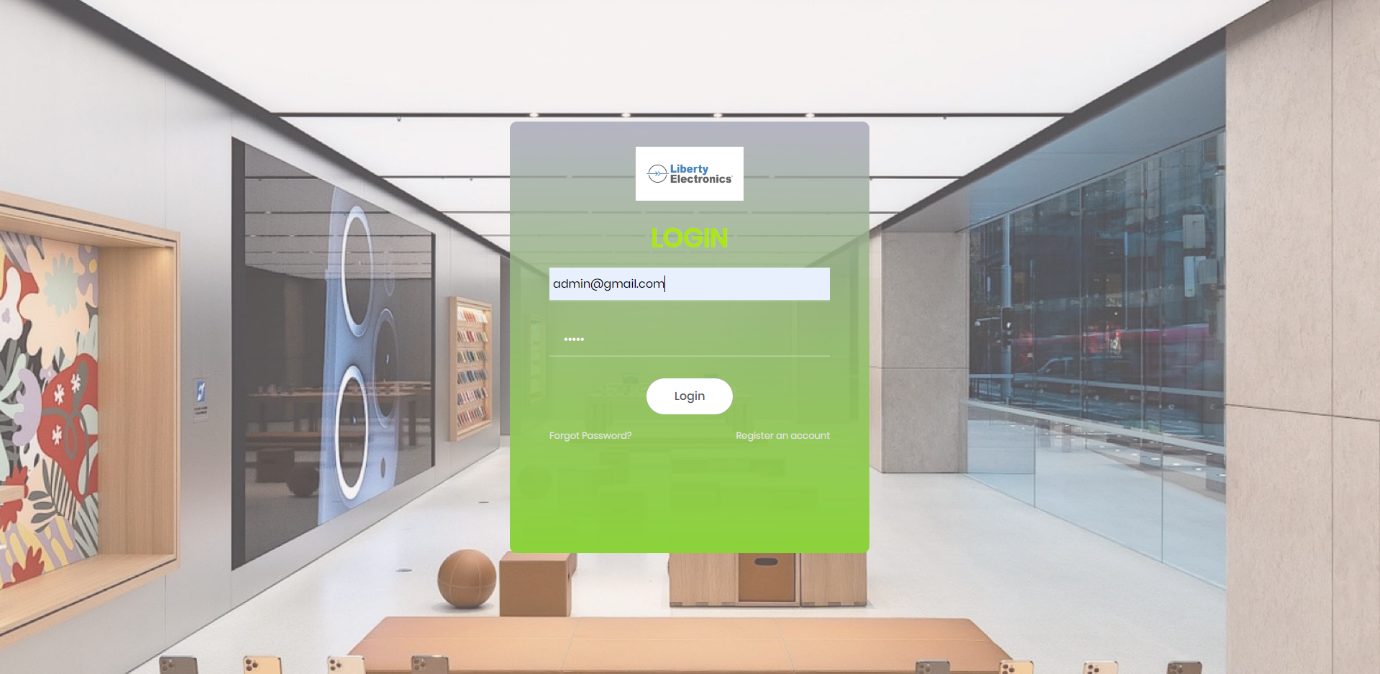 Liberty
Electronics
LOGIN
admin@gmail.com
•••••
Login
Forgot Password?
Register an account